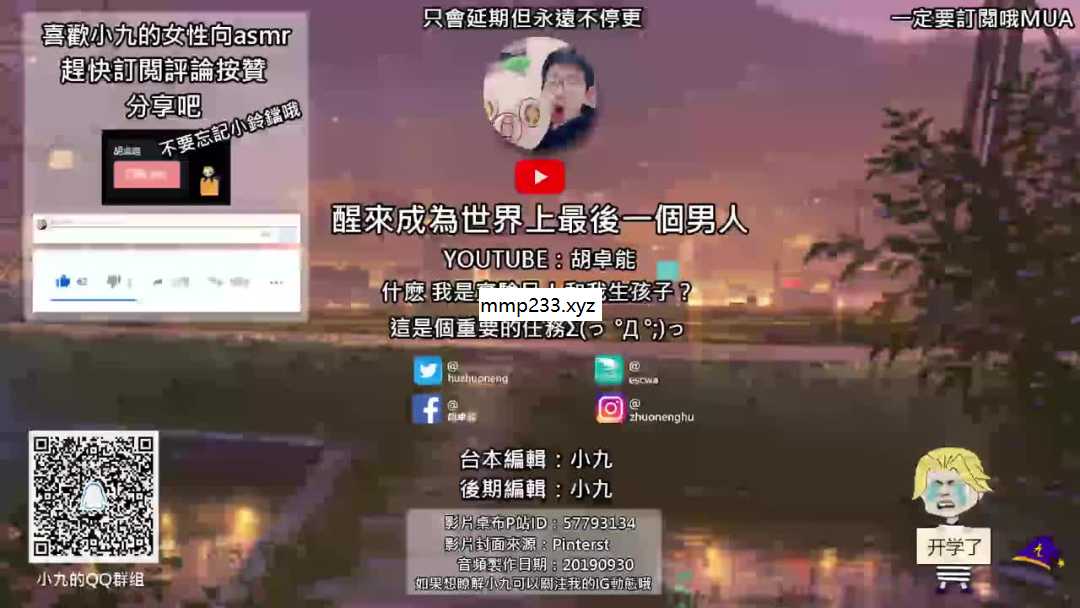 喜歡小九的女性向asmr
趕快訂閱評論按贊
分享吧
不要忘記小鈴鐺哦
只會延期但永遠不停更
一定要訂閱哦MUA
醒來成為世界上最後一個男人
YOUTUBE：胡卓能
什麽 我是 和我生孩子？
mmp233.xyz
這是個重要的任務Σ(っ °Д °;)っ
@
huzhuoneng
@
escwa
@
胡卓能
@
zhuonenghu
台本編輯：小九
後期編輯：小九
影片桌布P站ID：57793134
影片封面來源：Pinterst
音頻製作日期：20190930
如果想瞭解小九可以關注我的IG動態哦
小九的QQ群组
开学了
62